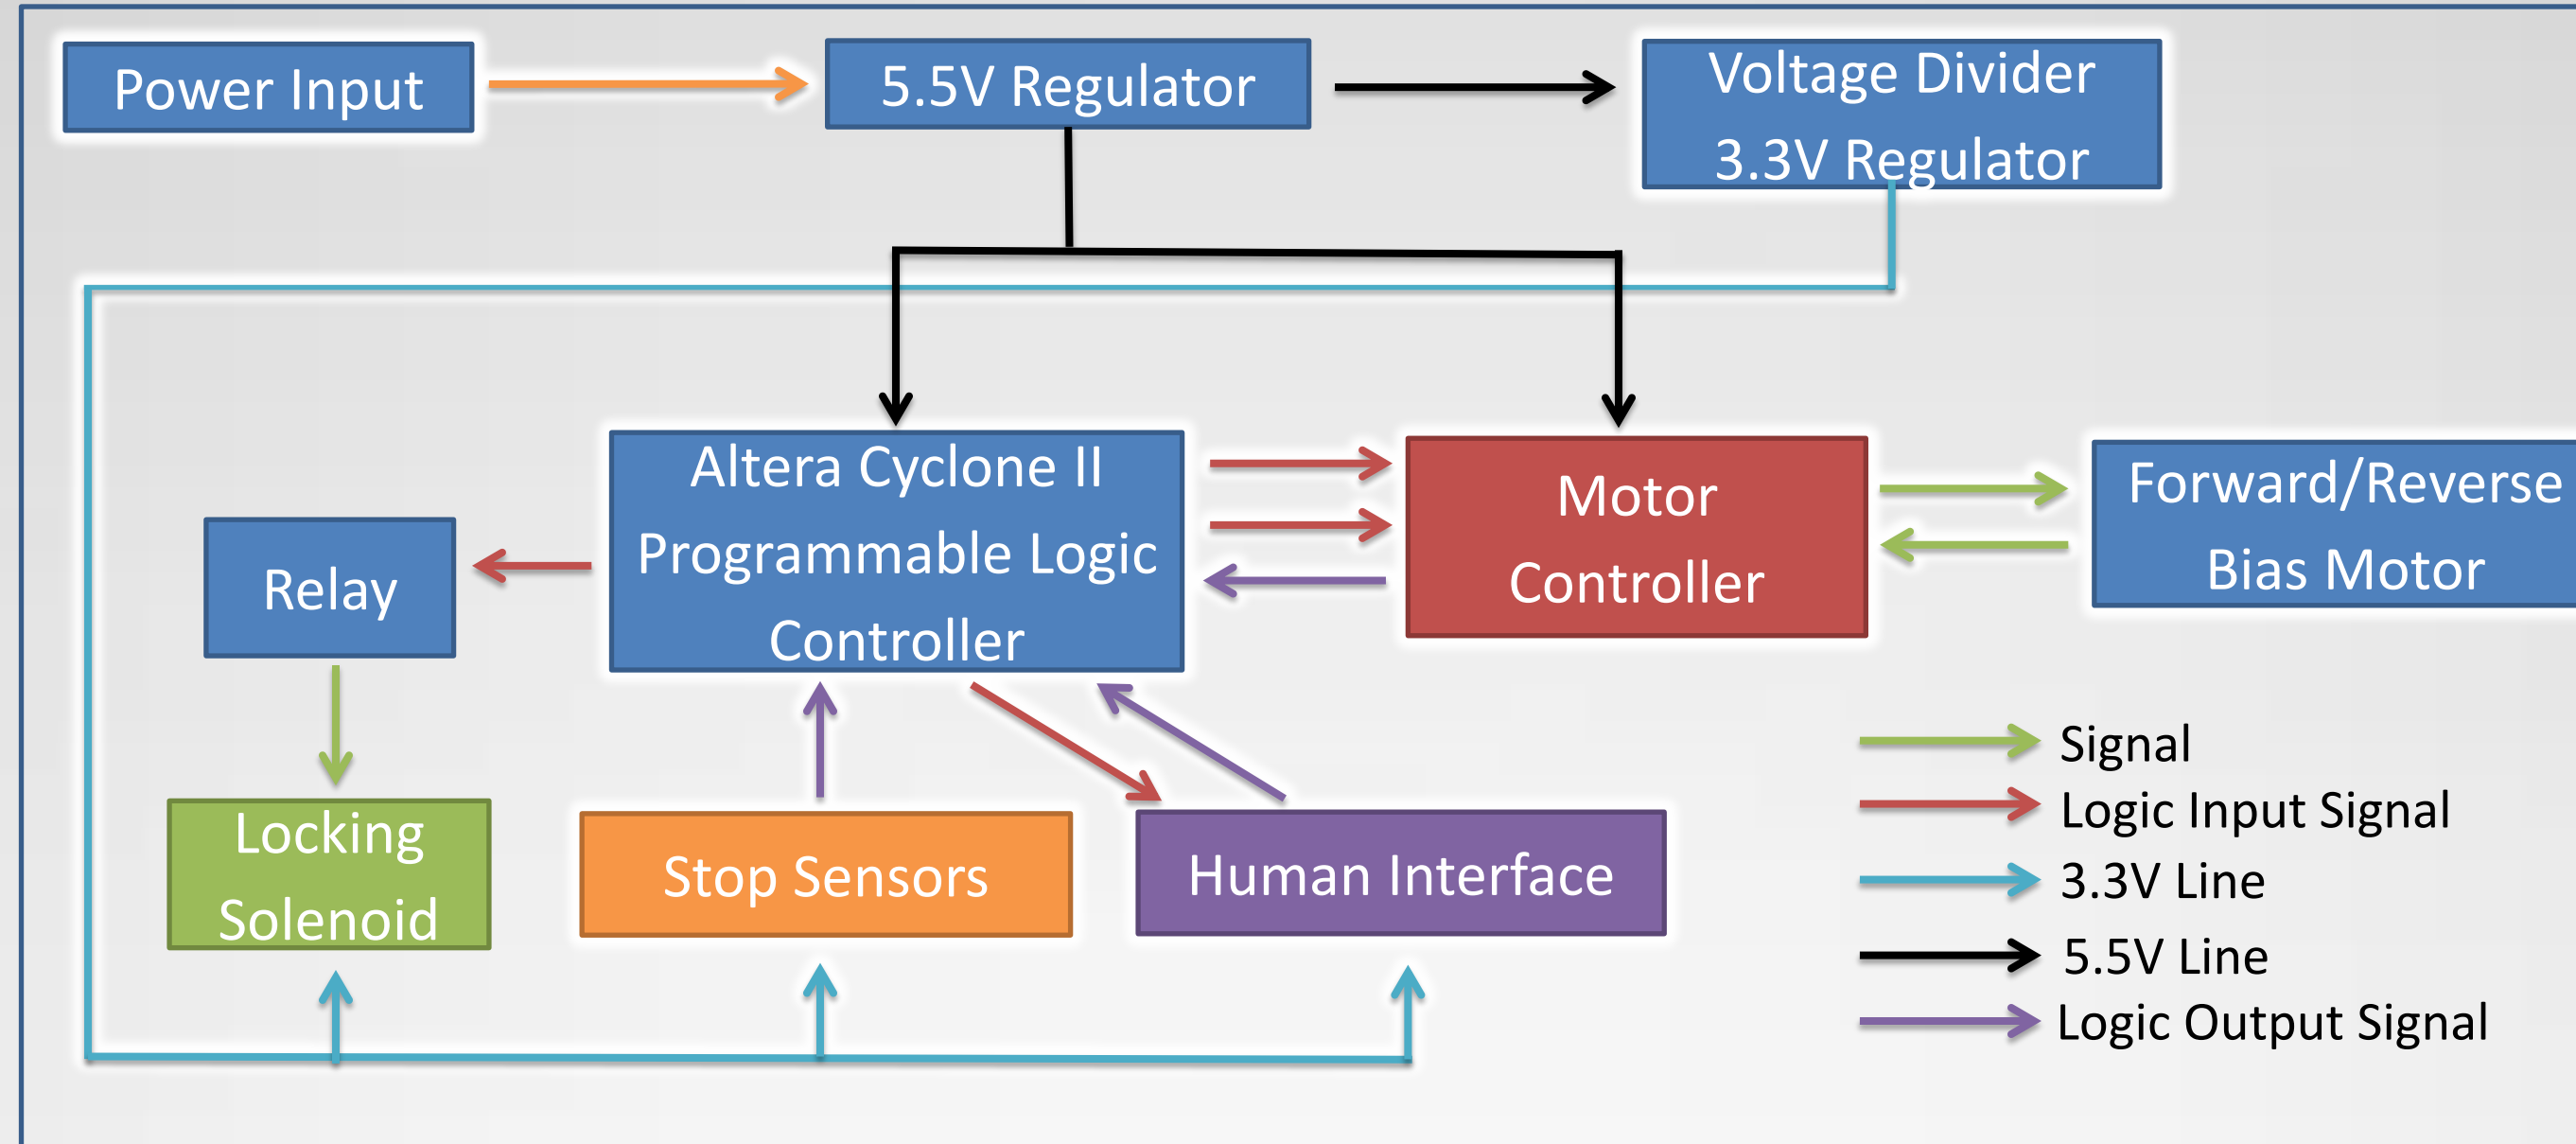 Power Input
5.5V Regulator
Voltage Divider
3.3V Regulator
Altera Cyclone II
Programmable Logic
Controller
Motor
Controller
Forward/Reverse
Bias Motor
Relay
Locking
Solenoid
Stop Sensors
Human Interface
Signal
Logic Input Signal
3.3V Line
5.5V Line
Logic Output Signal